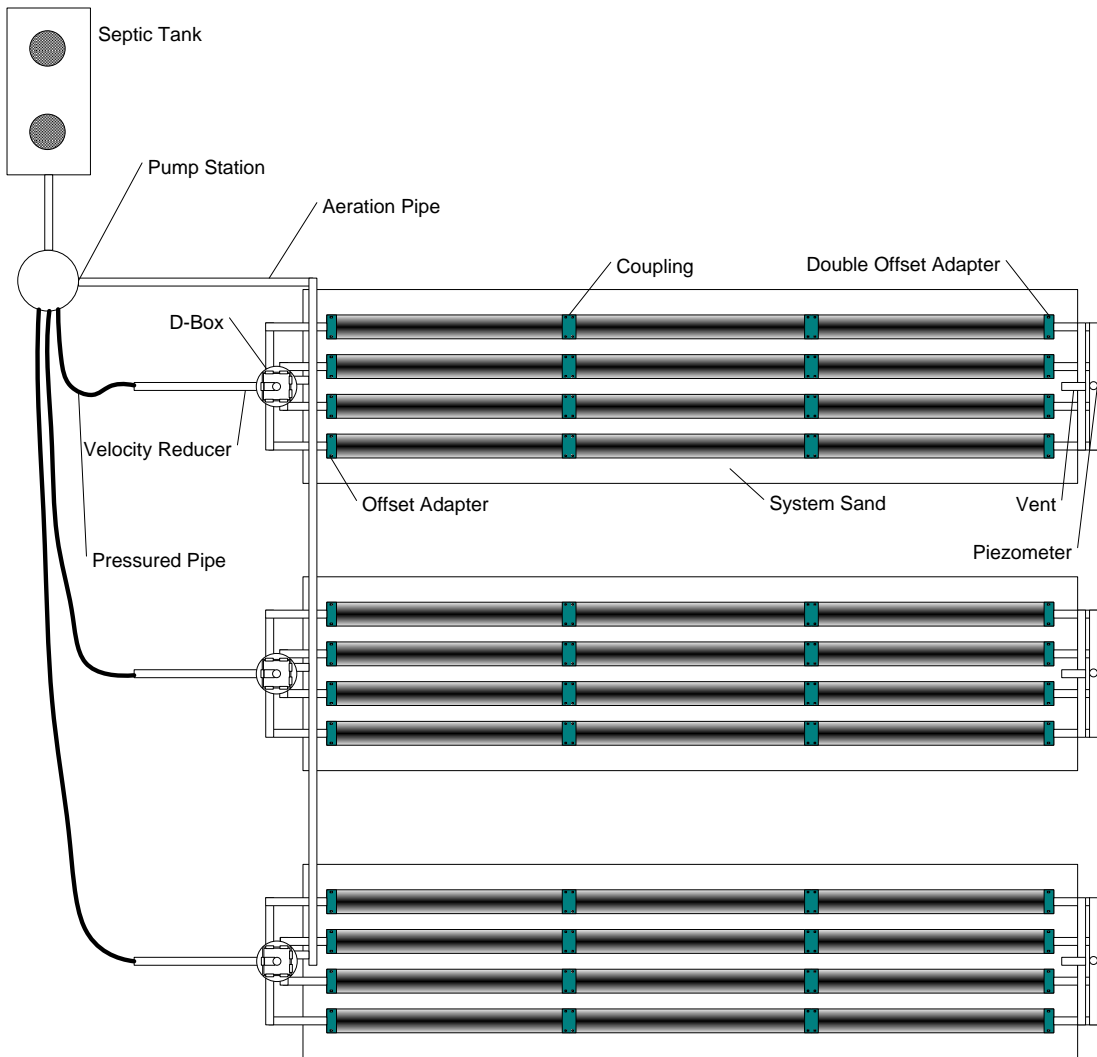 Septic Tank
Pump Station
Aeration Pipe
Coupling
Double Offset Adapter
D-Box
Velocity Reducer
Offset Adapter
System Sand
Vent
Piezometer
Pressured Pipe